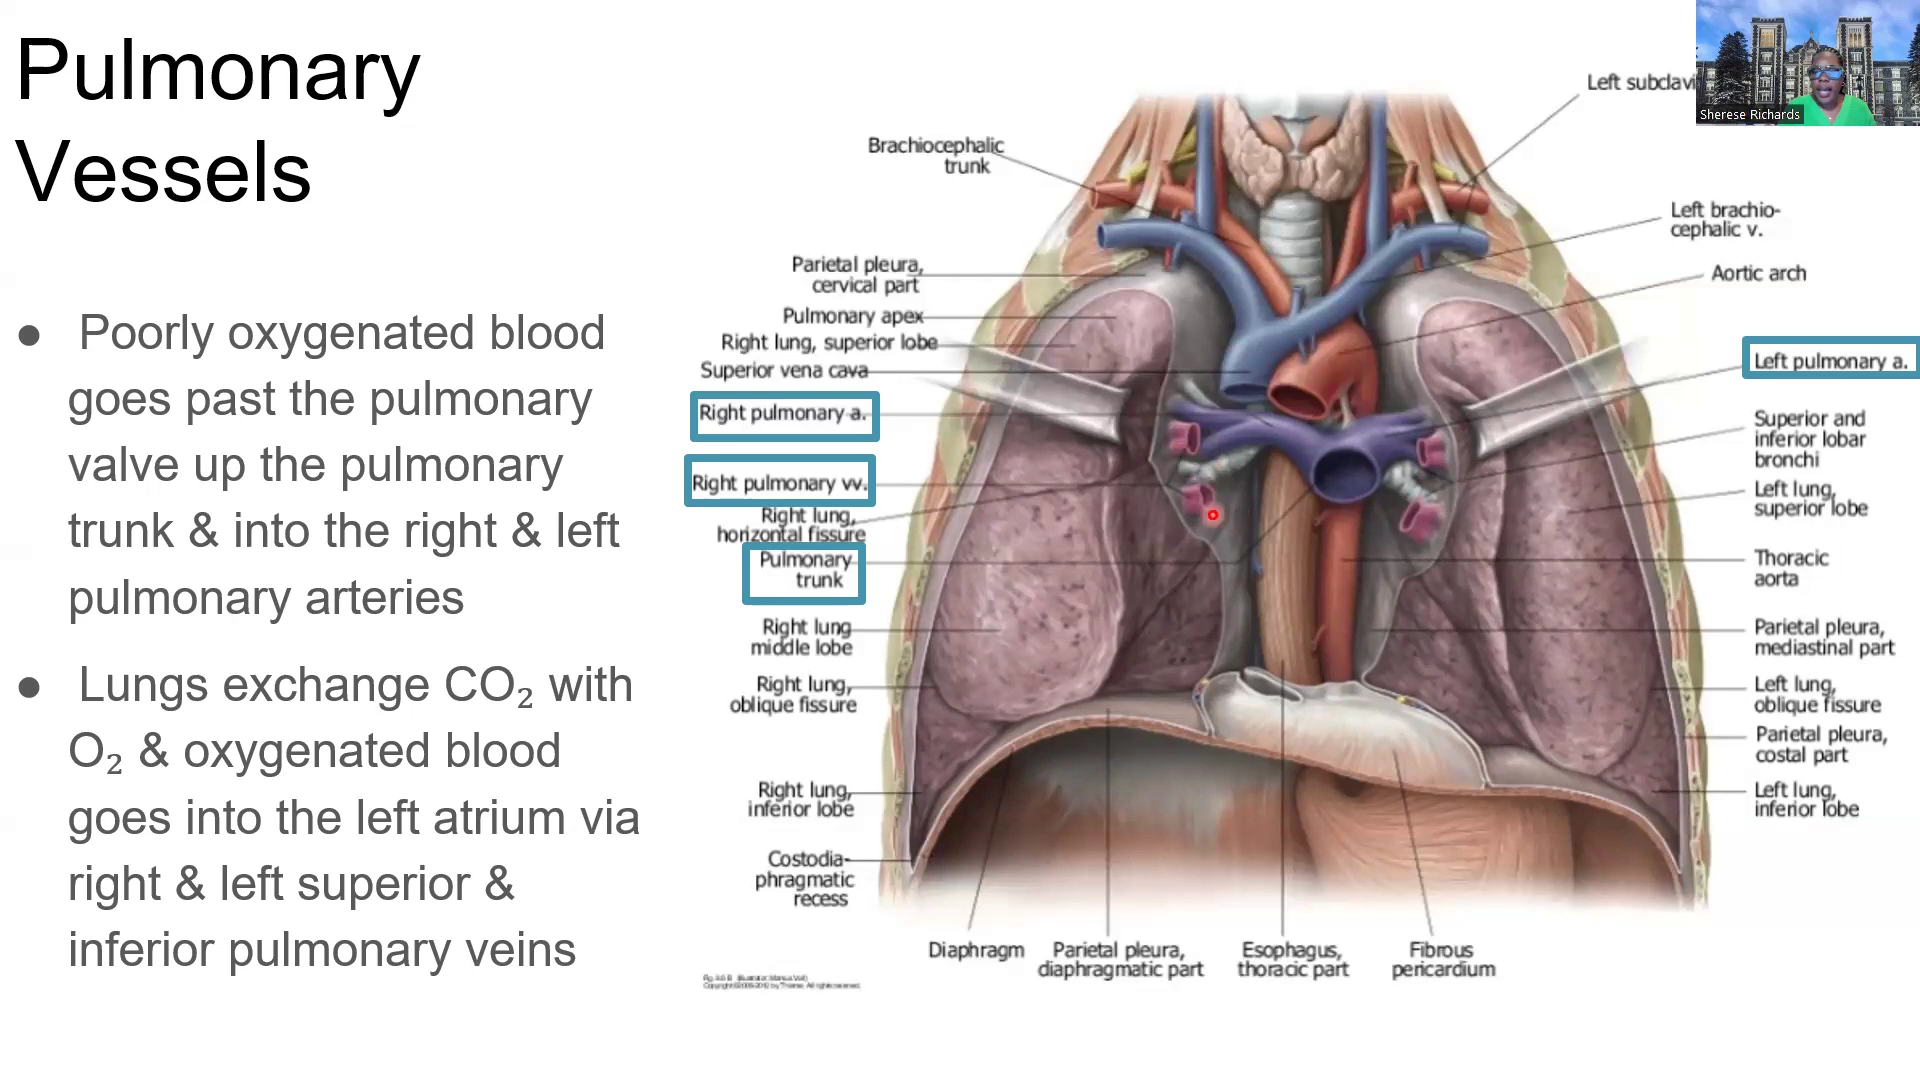 Pulmonary
Vessels
● Poorly oxygenated blood
goes past the pulmonary
valve up the pulmonary
trunk & into the right & left
pulmonary arteries
● Lungs exchange CO₂ with
O₂ & oxygenated blood
goes into the left atrium via
right & left superior &
inferior pulmonary veins
Brachiocephalic
trunk
Parietal pleura,
cervical part
Pulmonary apex
Right lung, superior lobe
Superior vena cava
Right pulmonary a.
Right pulmonary vv.
Right lung,
horizontal fissure
Pulmonary
trunk
Right lung
middle lobe
Right lung,
oblique fissure
Right lung,
inferior lobe
Costodia-
phragmatic
recess
Diaphragm
Parietal pleura,
diaphragmatic part
Esophagus,
thoracic part
Fibrous
pericardium
Left subclavi
Left brachio-
cephalic v.
Aortic arch
Left pulmonary a.
Superior and
inferior lobar
bronchi
Left lung,
superior lobe
Thoracic
aorta
Parietal pleura,
mediastinal part
Left lung,
oblique fissure
Parietal pleura,
costal part
Left lung,
inferior lobe
Sherese Richards